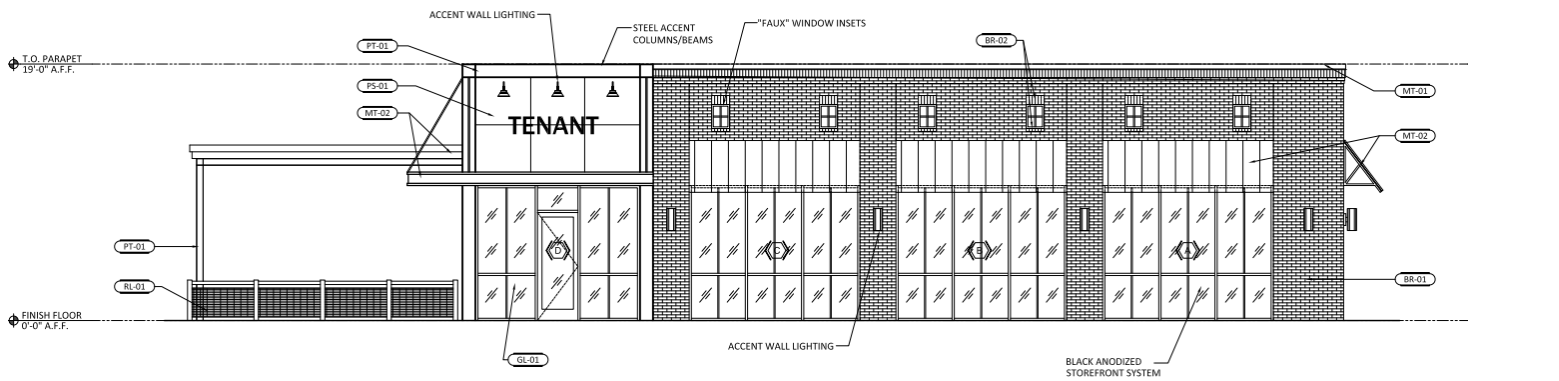 ACCENT WALL LIGHTING
STEEL ACCENT
COLUMNS/BEAMS
"FAUX" WINDOW INSETS
BR-02
PT-01
T.O. PARAPET
19'-0" A.F.F.
PS-01
MT-01
MT-02
TENANT
MT-02
PT-01
D
C
B
A
RL-01
BR-01
FINISH FLOOR
0'-0" A.F.F.
ACCENT WALL LIGHTING
GL-01
BLACK ANODIZED
STOREFRONT SYSTEM